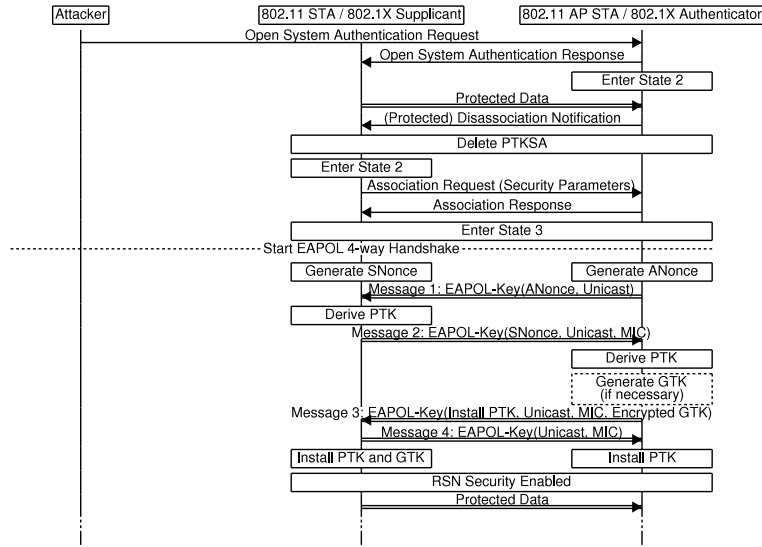 Attacker
802.11 STA / 802.1X Supplicant
802.11 AP STA / 802.1X Authenticator
Open System Authentication Request
Open System Authentication Response
Enter State 2
Protected Data
(Protected) Disassociation Notification
Delete PTKSA
Enter State 2
Association Request (Security Parameters)
Association Response
Enter State 3
Start EAPOL 4-way Handshake
Generate SNonce
Generate ANonce
Message 1: EAPOL-Key(ANonce, Unicast)
Derive PTK
Message 2: EAPOL-Key(SNonce, Unicast, MIC)
Derive PTK
Generate GTK
(if necessary)
Message 3: EAPOL-Key(Install PTK, Unicast, MIC, Encrypted GTK)
Message 4: EAPOL-Key(Unicast, MIC)
Install PTK and GTK
Install PTK
RSN Security Enabled
Protected Data